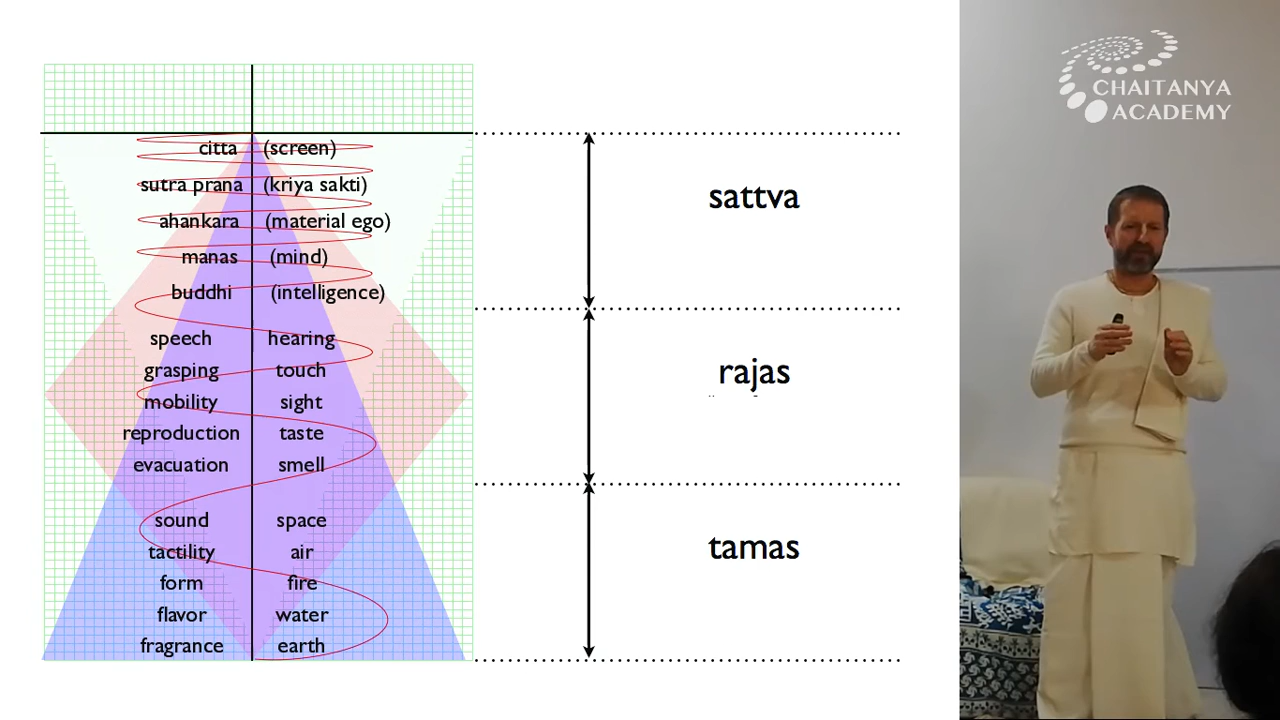 citta (screen)
sutra prana (kriya sakti)
ahankara (material ego)
manas (mind)
buddhi (intelligence)
speech hearing
grasping touch
mobility sight
reproduction taste
evacuation smell
sound space
tactility air
form fire
flavor water
fragrance earth
sattva
rajas
tamas
CHAITANYA
ACADEMY